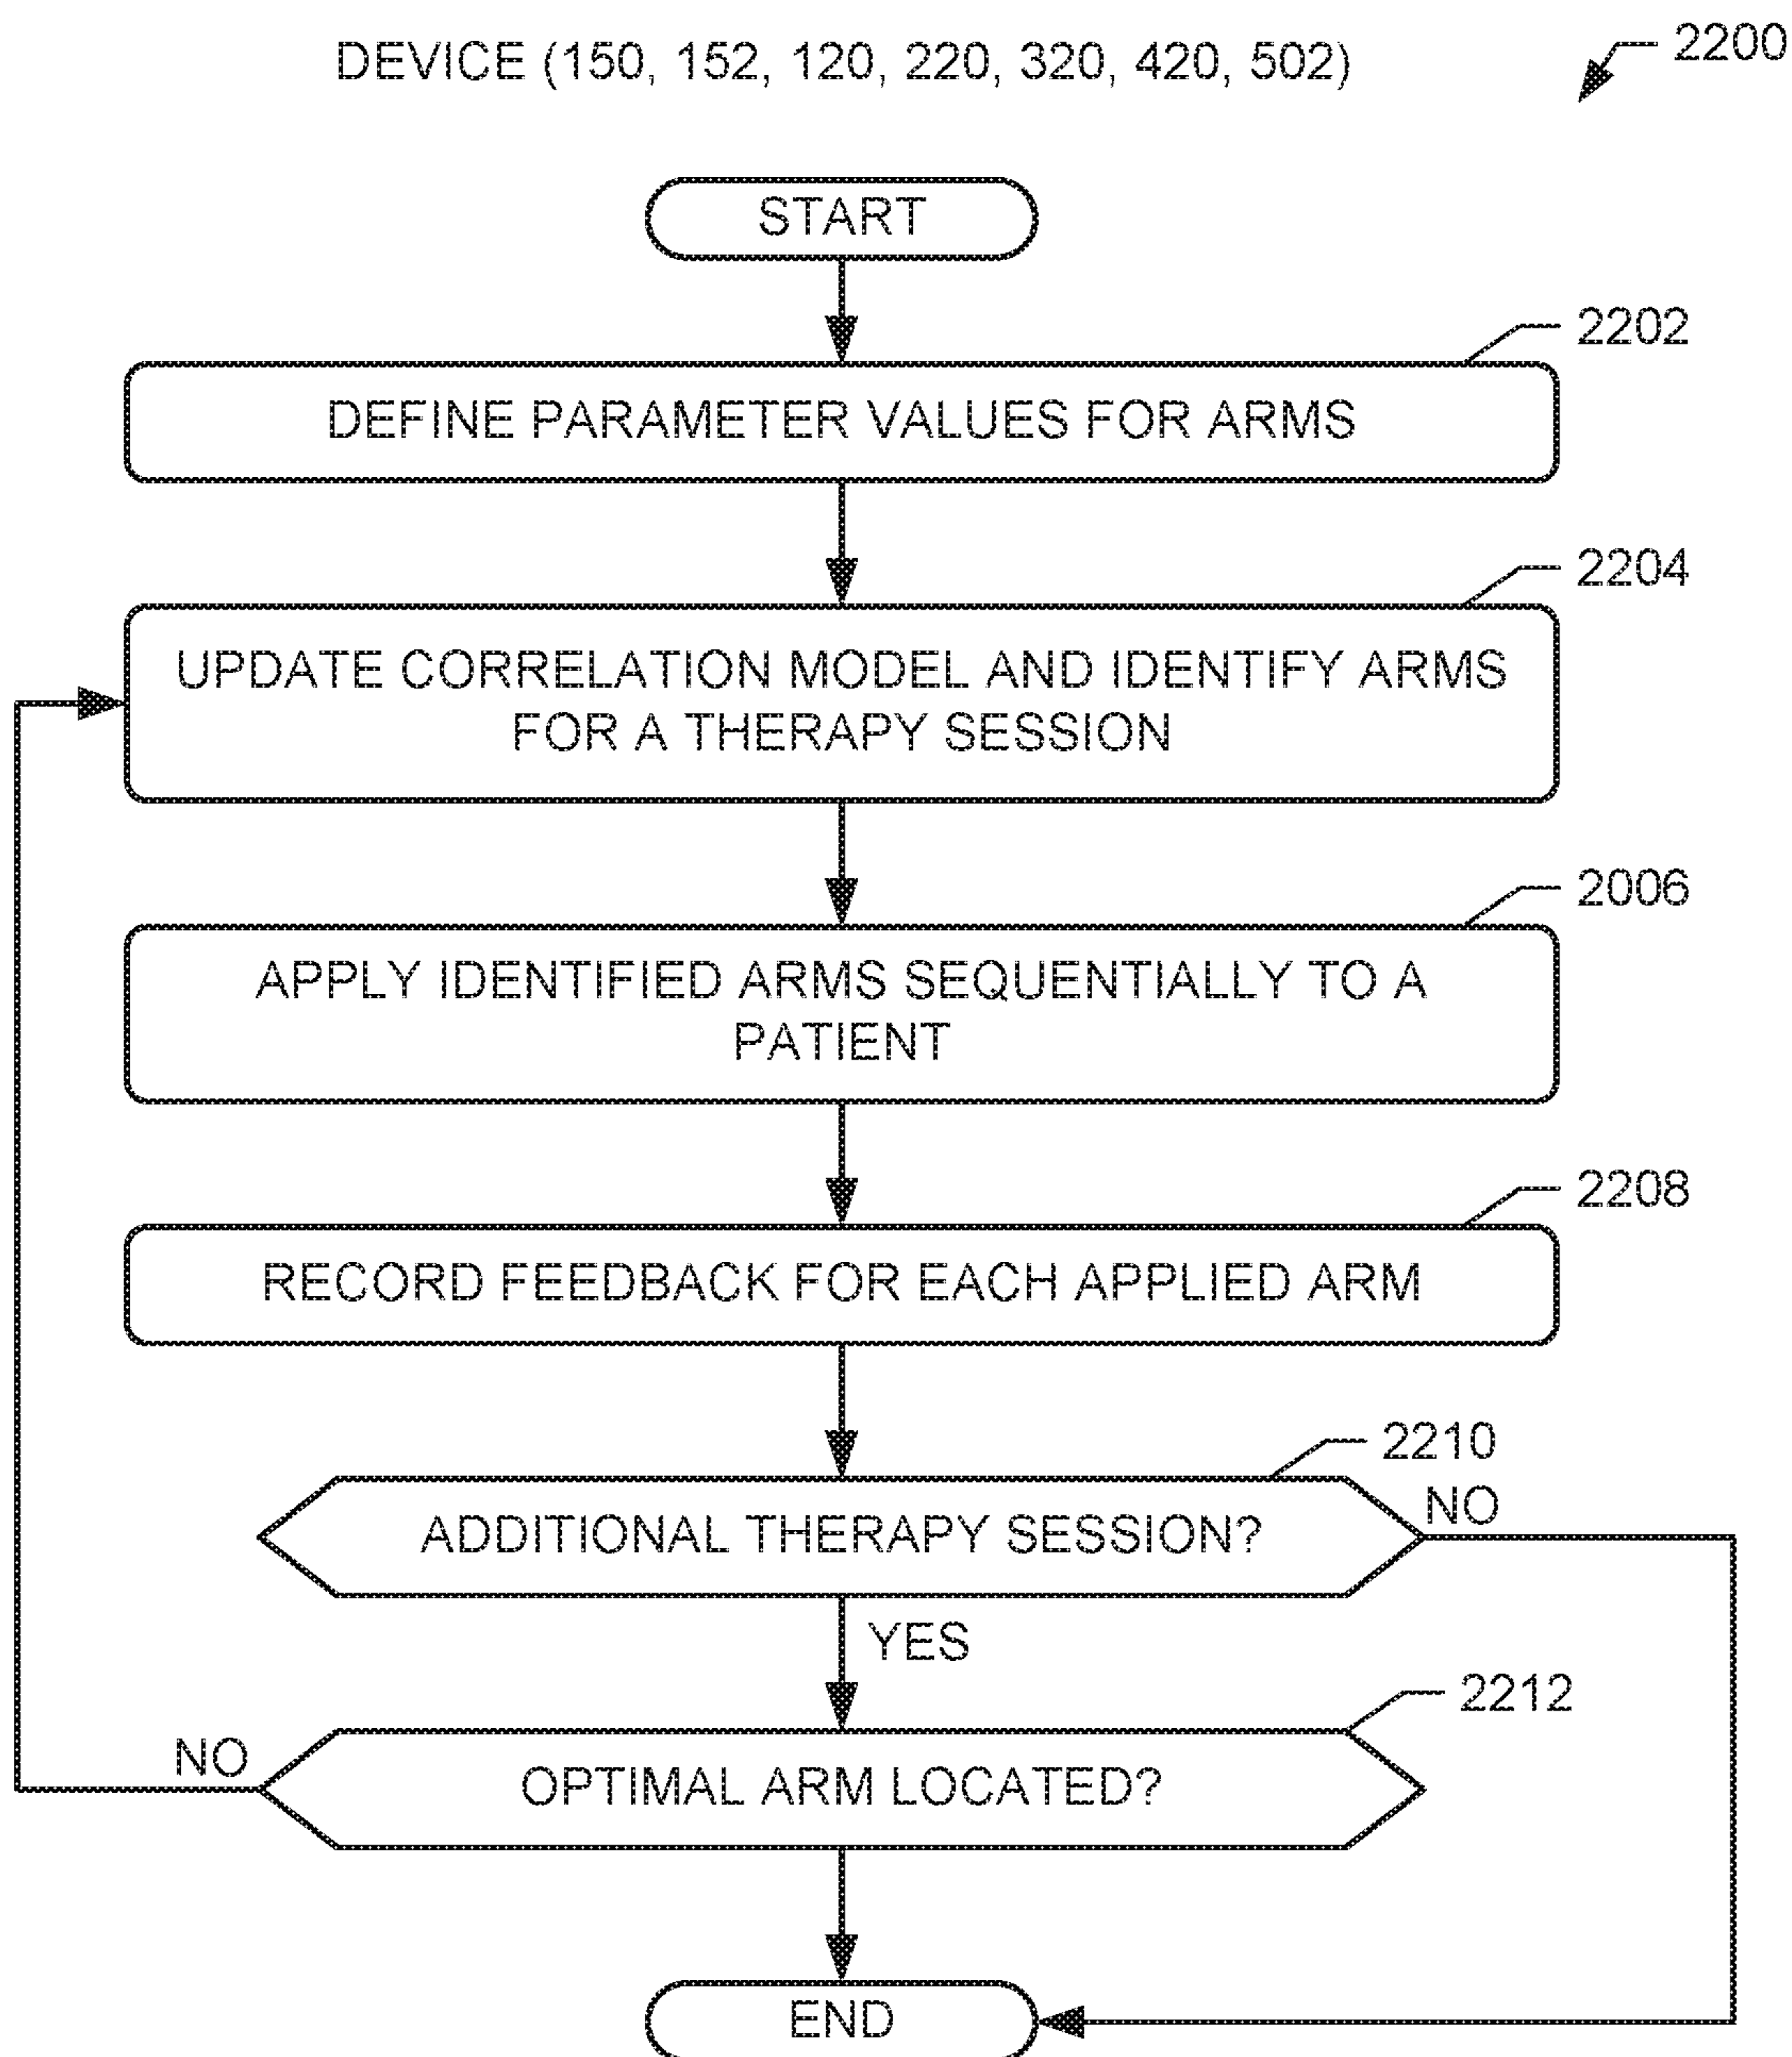 DEVICE (150, 152, 120, 220, 320, 420, 502)
2200
START
2202
DEFINE PARAMETER VALUES FOR ARMS
2204
UPDATE CORRELATION MODEL AND IDENTIFY ARMS
FOR A THERAPY SESSION
2006
APPLY IDENTIFIED ARMS SEQUENTIALLY TO A
PATIENT
2208
RECORD FEEDBACK FOR EACH APPLIED ARM
2210
ADDITIONAL THERAPY SESSION?
NO
YES
2212
NO
OPTIMAL ARM LOCATED?
END